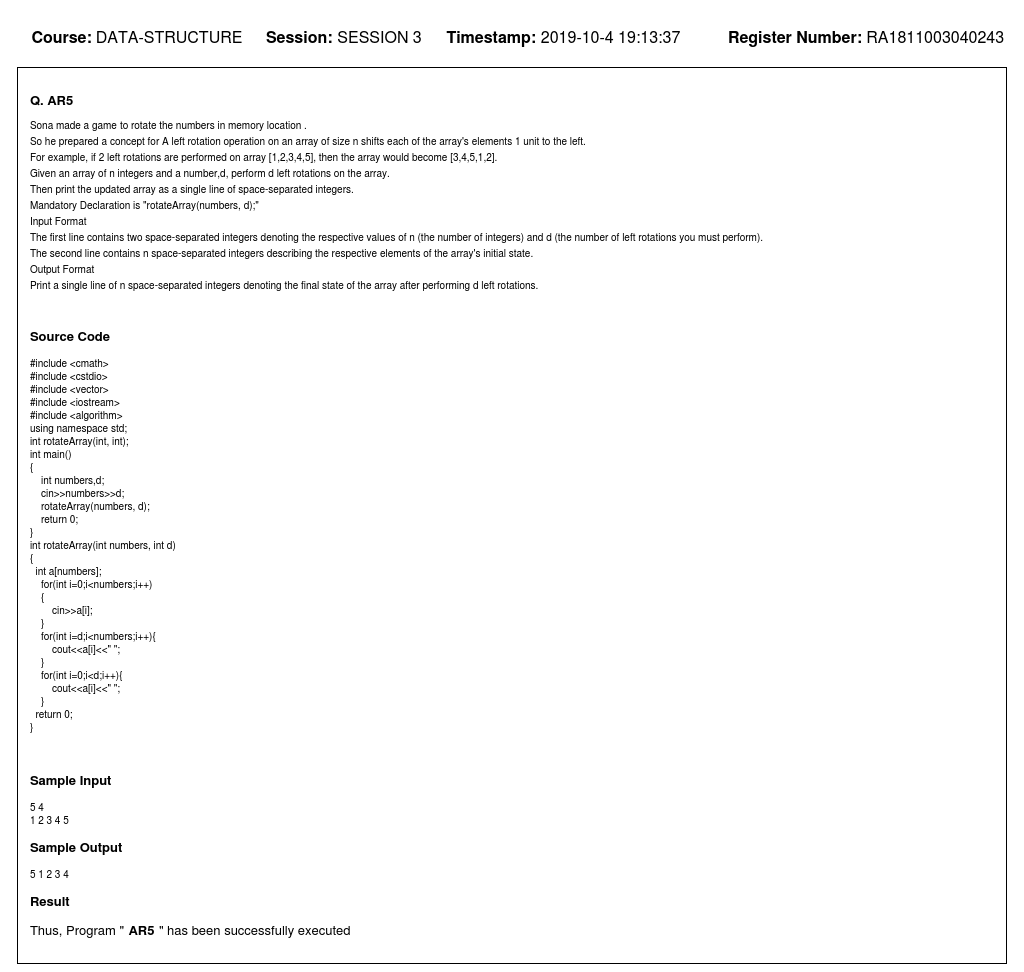 Course: DATA-STRUCTURE Session: SESSION 3 Timestamp: 2019-10-4 19:13:37 Register Number: RA1811003040243
Q. AR5
Sona made a game to rotate the numbers in memory location .
So he prepared a concept for A left rotation operation on an array of size n shifts each of the array's elements 1 unit to the left.
For example, if 2 left rotations are performed on array [1,2,3,4,5], then the array would become [3,4,5,1,2].
Given an array of n integers and a number,d, perform d left rotations on the array.
Then print the updated array as a single line of space-separated integers.
Mandatory Declaration is "rotateArray(numbers, d);"
Input Format
The first line contains two space-separated integers denoting the respective values of n (the number of integers) and d (the number of left rotations you must perform).
The second line contains n space-separated integers describing the respective elements of the array's initial state.
Output Format
Print a single line of n space-separated integers denoting the final state of the array after performing d left rotations.
Source Code
#include <cmath>
#include <cstdio>
#include <vector>
#include <iostream>
#include <algorithm>
using namespace std;
int rotateArray(int, int);
int main()
{
    int numbers,d;
    cin>>numbers>>d;
    rotateArray(numbers, d);
    return 0;
}
int rotateArray(int numbers, int d)
{
  int a[numbers];
    for(int i=0;i<numbers;i++)
    {
        cin>>a[i];
    }
    for(int i=d;i<numbers;i++){
        cout<<a[i]<<" ";
    }
    for(int i=0;i<d;i++){
        cout<<a[i]<<" ";
    }
  return 0;
}
Sample Input
5 4
1 2 3 4 5
Sample Output
5 1 2 3 4
Result
Thus, Program " AR5 " has been successfully executed